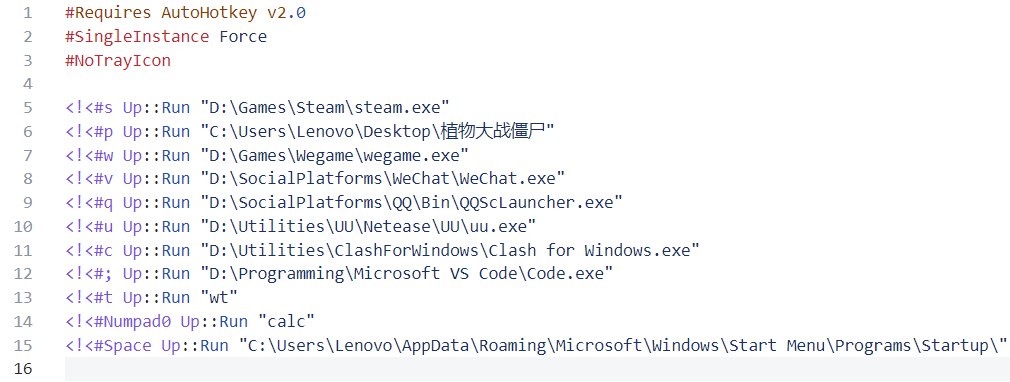 1 #Requires AutoHotkey v2.0
2 #SingleInstance Force
3 #NoTrayIcon
4
5 <!<#s Up::Run "D:\Games\Steam\steam.exe"
6 <!<#p Up::Run "C:\Users\Lenovo\Desktop\植物大战僵尸"
7 <!<#w Up::Run "D:\Games\Wegame\wegame.exe"
8 <!<#v Up::Run "D:\SocialPlatforms\WeChat\WeChat.exe"
9 <!<#q Up::Run "D:\SocialPlatforms\QQ\Bin\QQScLauncher.exe"
10 <!<#u Up::Run "D:\Utilities\UU\Netease\UU\uu.exe"
11 <!<#c Up::Run "D:\Utilities\ClashForWindows\Clash for Windows.exe"
12 <!<#; Up::Run "D:\Programming\Microsoft VS Code\Code.exe"
13 <!<#t Up::Run "wt"
14 <!<#Numpad0 Up::Run "calc"
15 <!<#Space Up::Run "C:\Users\Lenovo\AppData\Roaming\Microsoft\Windows\Start Menu\Programs\Startup\"
16